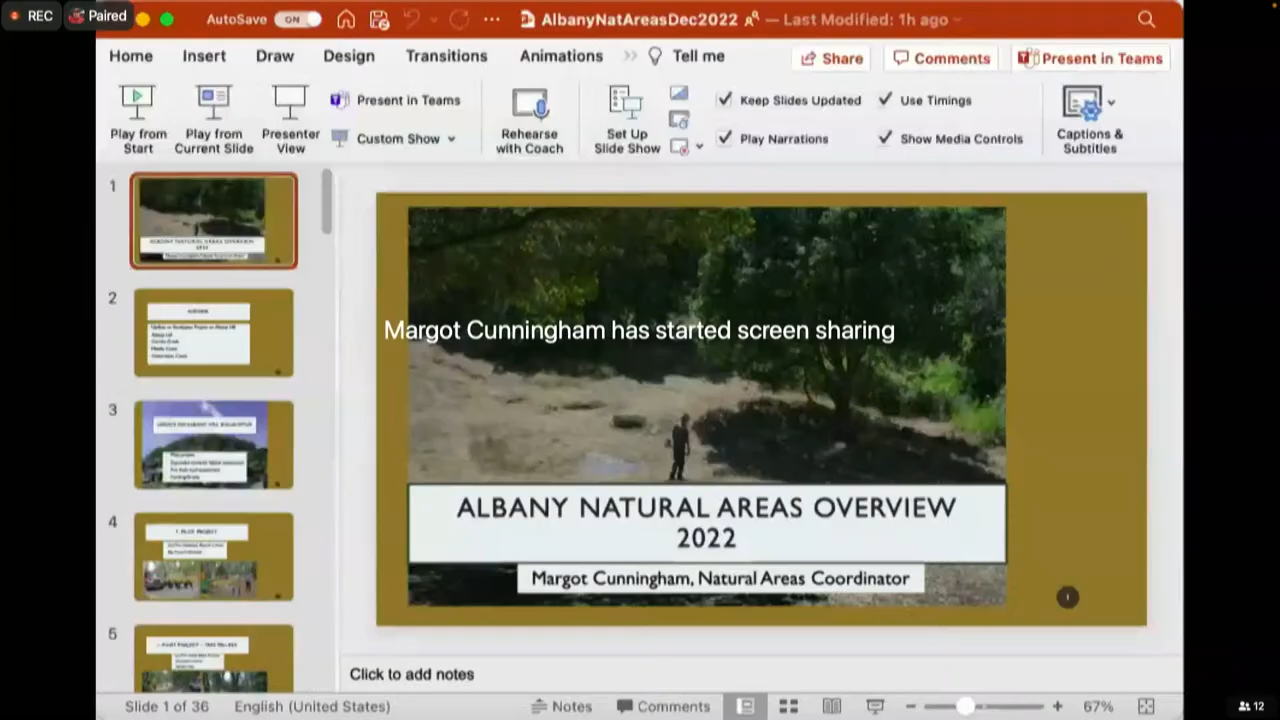 REC
Paired
AutoSave ON
AlbanyNatAreasDec2022 — Last Modified: 1h ago
Home Insert Draw Design Transitions Animations Tell me
Share Comments Present in Teams
Play from Start
Play from Current Slide
Presenter View
Present in Teams
Custom Show
Rehearse with Coach
Set Up Slide Show
Keep Slides Updated
Play Narrations
Use Timings
Show Media Controls
Captions & Subtitles
1
2
3
4
5
Margot Cunningham has started screen sharing
ALBANY NATURAL AREAS OVERVIEW
2022
Margot Cunningham, Natural Areas Coordinator
Click to add notes
Slide 1 of 36 English (United States) Notes Comments 67%
12